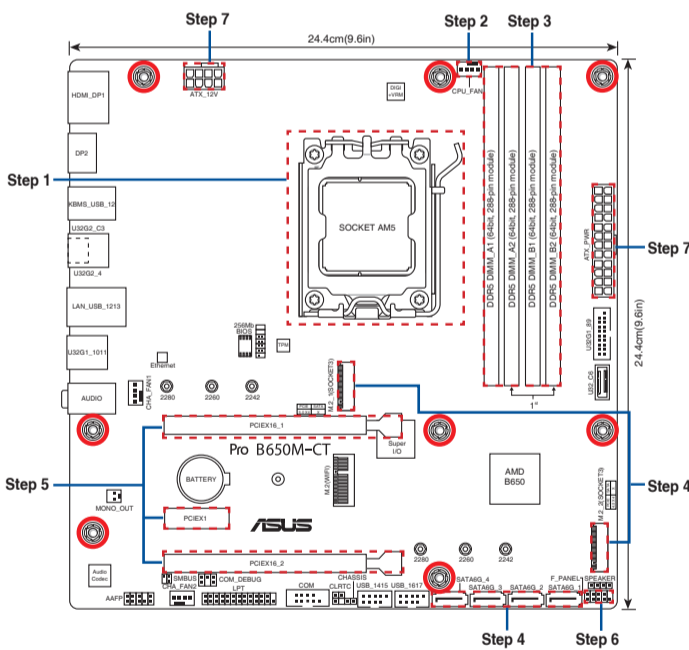 Step 7
Step 2
Step 3
24.4cm(9.6in)
HDMI_DP1
ATX_12V
DIGI
+VRM
CPU_FAN
DP2
Step 1
KBMS_USB_12
U32G2_C3
U32G2_4
SOCKET AM5
DDR5 DIMM_A1 (64bit, 288-pin module)
DDR5 DIMM_A2 (64bit, 288-pin module)
DDR5 DIMM_B1 (64bit, 288-pin module)
DDR5 DIMM_B2 (64bit, 288-pin module)
ATX_PWR
Step 7
24.4cm(9.6in)
LAN_USB_1213
U32G1_1011
256Mb
BIOS
TPM
U32G1_B9
Ethernet
AUDIO
CHA_FAN1
2280
2260
2242
M.2_1(SOCKET3)
1*
PCIEX16_1
Super
I/O
Pro B650M-CT
Step 5
BATTERY
M.2(WIFI)
AMD
B650
Step 4
M.2_2(SOCKET3)
MONO_OUT
PCIEX1
ASUS
2280
2260
2242
PCIEX16_2
Audio
Codec
SMBUS
COM_DEBUG
CHASSIS
SATA6G_4
F_PANEL
SPEAKER
CHA_FAN2
LPT
COM
CLRTC
USB_1415
USB_1617
SATA6G_3
SATA6G_2
SATA6G_1
AAFP
Step 4
Step 6